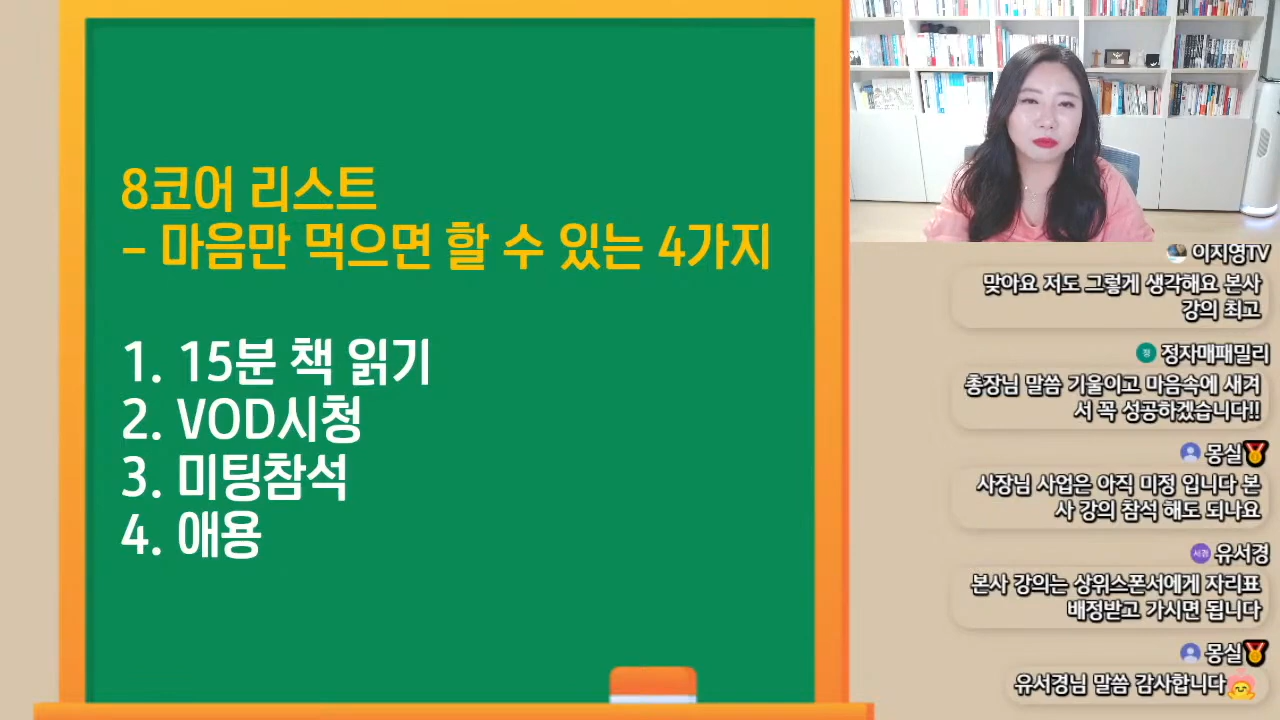 8코어 리스트
- 마음만 먹으면 할 수 있는 4가지
1. 15분 책 읽기
2. VOD시청
3. 미팅참석
4. 애용
이지영TV
맞아요 저도 그렇게 생각해요 본사
강의 최고
정 정자매패밀리
총장님 말씀 기울이고 마음속에 새겨
서 꼭 성공하겠습니다!!
몽실🏅
사장님 사업은 아직 미정 입니다 본
사 강의 참석 해도 되나요
서경 유서경
본사 강의는 상위스폰서에게 자리표
배정받고 가시면 됩니다
몽실🏅
유서경님 말씀 감사합니다